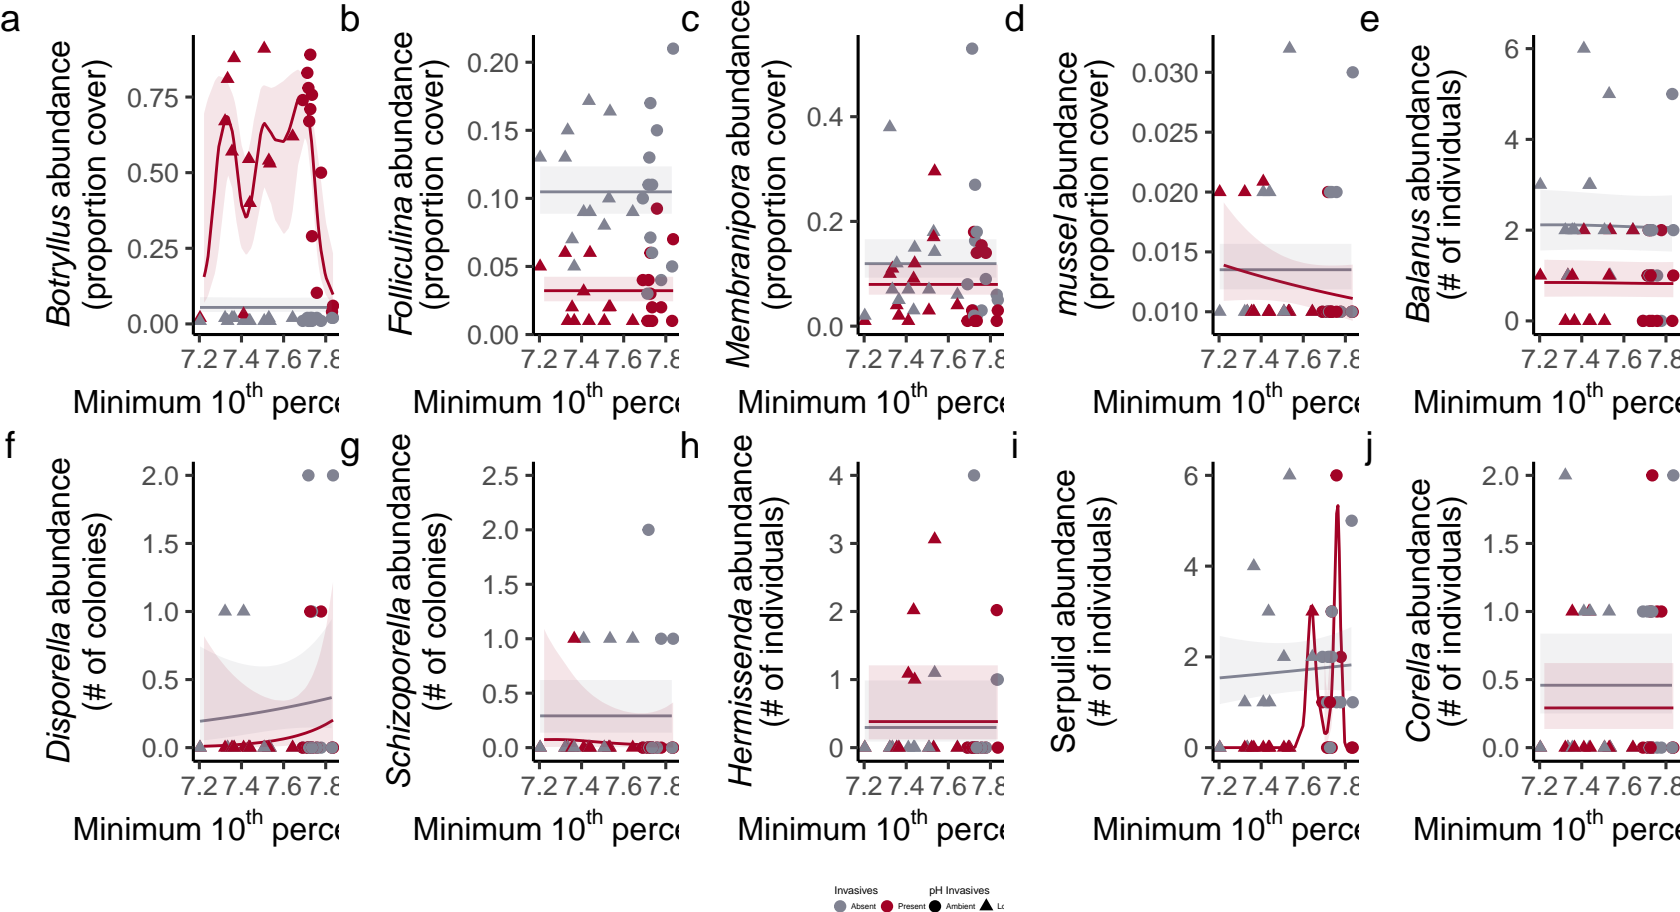 a
Botryllus abundance
(proportion cover)
0.75
0.50
0.25
0.00
7.2 7.4 7.6 7.8
Minimum 10th perce
b
Folliculina abundance
(proportion cover)
0.20
0.15
0.10
0.05
0.00
7.2 7.4 7.6 7.8
Minimum 10th perce
c
Membranipora abundance
(proportion cover)
0.4
0.2
0.0
7.2 7.4 7.6 7.8
Minimum 10th perce
d
mussel abundance
(proportion cover)
0.030
0.025
0.020
0.015
0.010
7.2 7.4 7.6 7.8
Minimum 10th perce
e
Balanus abundance
(# of individuals)
6
4
2
0
7.2 7.4 7.6 7.8
Minimum 10th perce
f
Disporella abundance
(# of colonies)
2.0
1.5
1.0
0.5
0.0
7.2 7.4 7.6 7.8
Minimum 10th perce
g
Schizoporella abundance
(# of colonies)
2.5
2.0
1.5
1.0
0.5
0.0
7.2 7.4 7.6 7.8
Minimum 10th perce
h
Hermissenda abundance
(# of individuals)
4
3
2
1
0
7.2 7.4 7.6 7.8
Minimum 10th perce
i
Serpulid abundance
(# of individuals)
6
4
2
0
7.2 7.4 7.6 7.8
Minimum 10th perce
j
Corella abundance
(# of individuals)
2.0
1.5
1.0
0.5
0.0
7.2 7.4 7.6 7.8
Minimum 10th perce
Invasives pH Invasives
Absent Present Ambient Lo